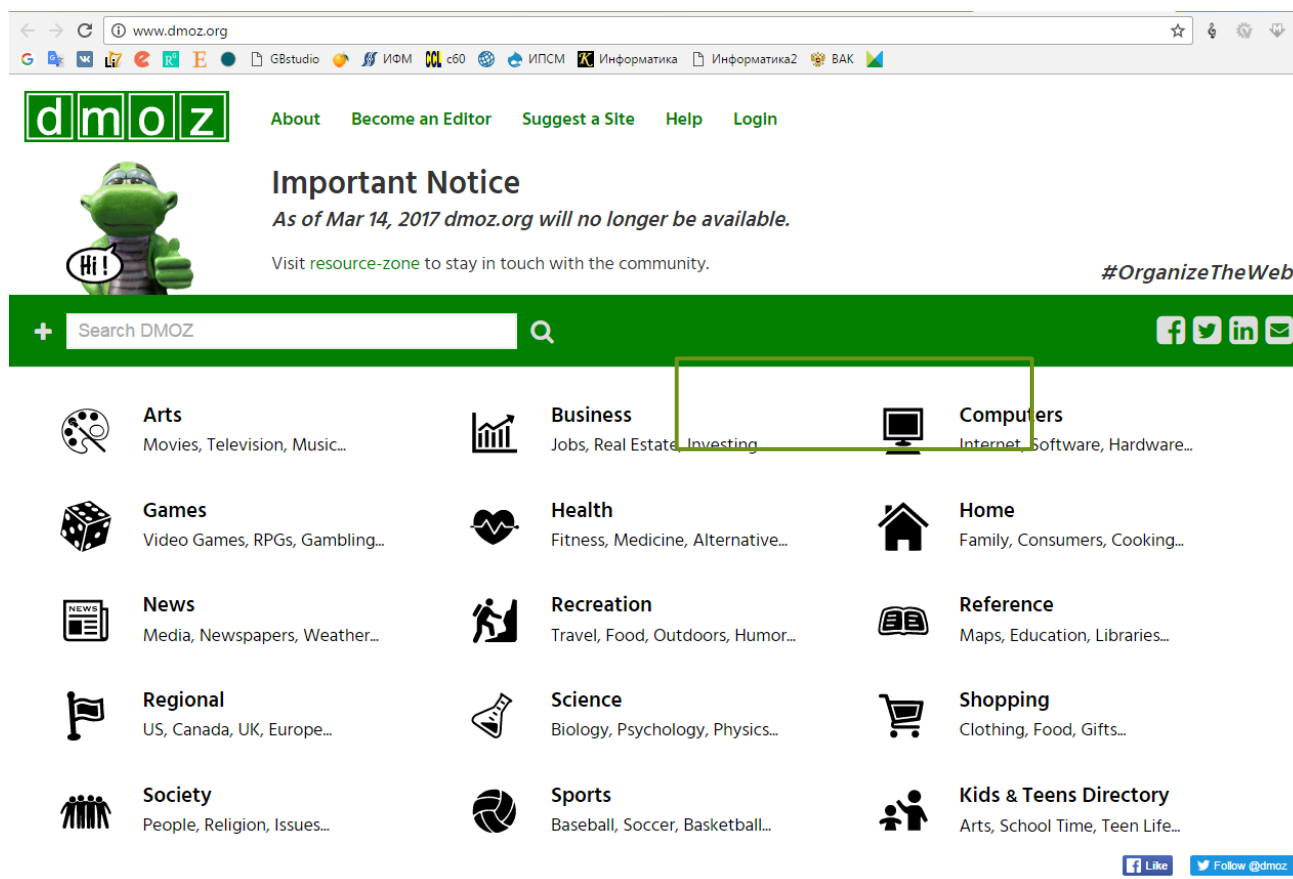 www.dmoz.org
GBstudio ИФМ CCL c60 ИПСМ K Информатика Информатика2 ВАК
dmoz About Become an Editor Suggest a Site Help Login
Important Notice
As of Mar 14, 2017 dmoz.org will no longer be available.
Hi!
Visit resource-zone to stay in touch with the community.
#OrganizeTheWeb
Search DMOZ
Arts
Movies, Television, Music...
Business
Jobs, Real Estate, Investing...
Computers
Internet, Software, Hardware...
Games
Video Games, RPGs, Gambling...
Health
Fitness, Medicine, Alternative...
Home
Family, Consumers, Cooking...
NEWS
News
Media, Newspapers, Weather...
Recreation
Travel, Food, Outdoors, Humor...
Reference
Maps, Education, Libraries...
Regional
US, Canada, UK, Europe...
Science
Biology, Psychology, Physics...
Shopping
Clothing, Food, Gifts...
Society
People, Religion, Issues...
Sports
Baseball, Soccer, Basketball...
Kids & Teens Directory
Arts, School Time, Teen Life...
Like Follow @dmoz